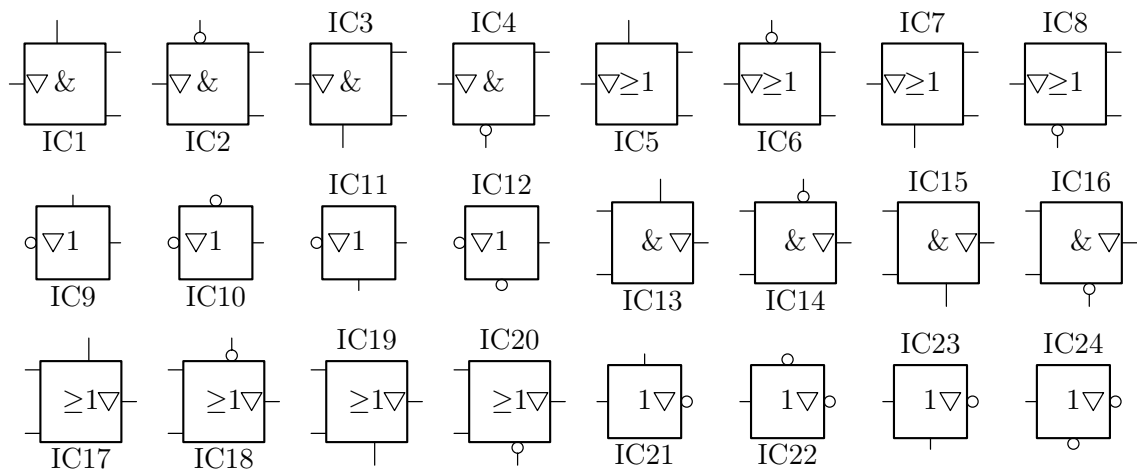 IC3 IC4 IC7 IC8
▽ & ▽ & ▽ & ▽ & ▽≥1 ▽≥1 ▽≥1 ▽≥1
IC1 IC2 IC5 IC6
IC11 IC12 IC15 IC16
▽1 ▽1 ▽1 ▽1 & ▽ & ▽ & ▽ & ▽
IC9 IC10 IC13 IC14
IC19 IC20 IC23 IC24
≥1▽ ≥1▽ ≥1▽ ≥1▽ 1▽ 1▽ 1▽ 1▽
IC17 IC18 IC21 IC22